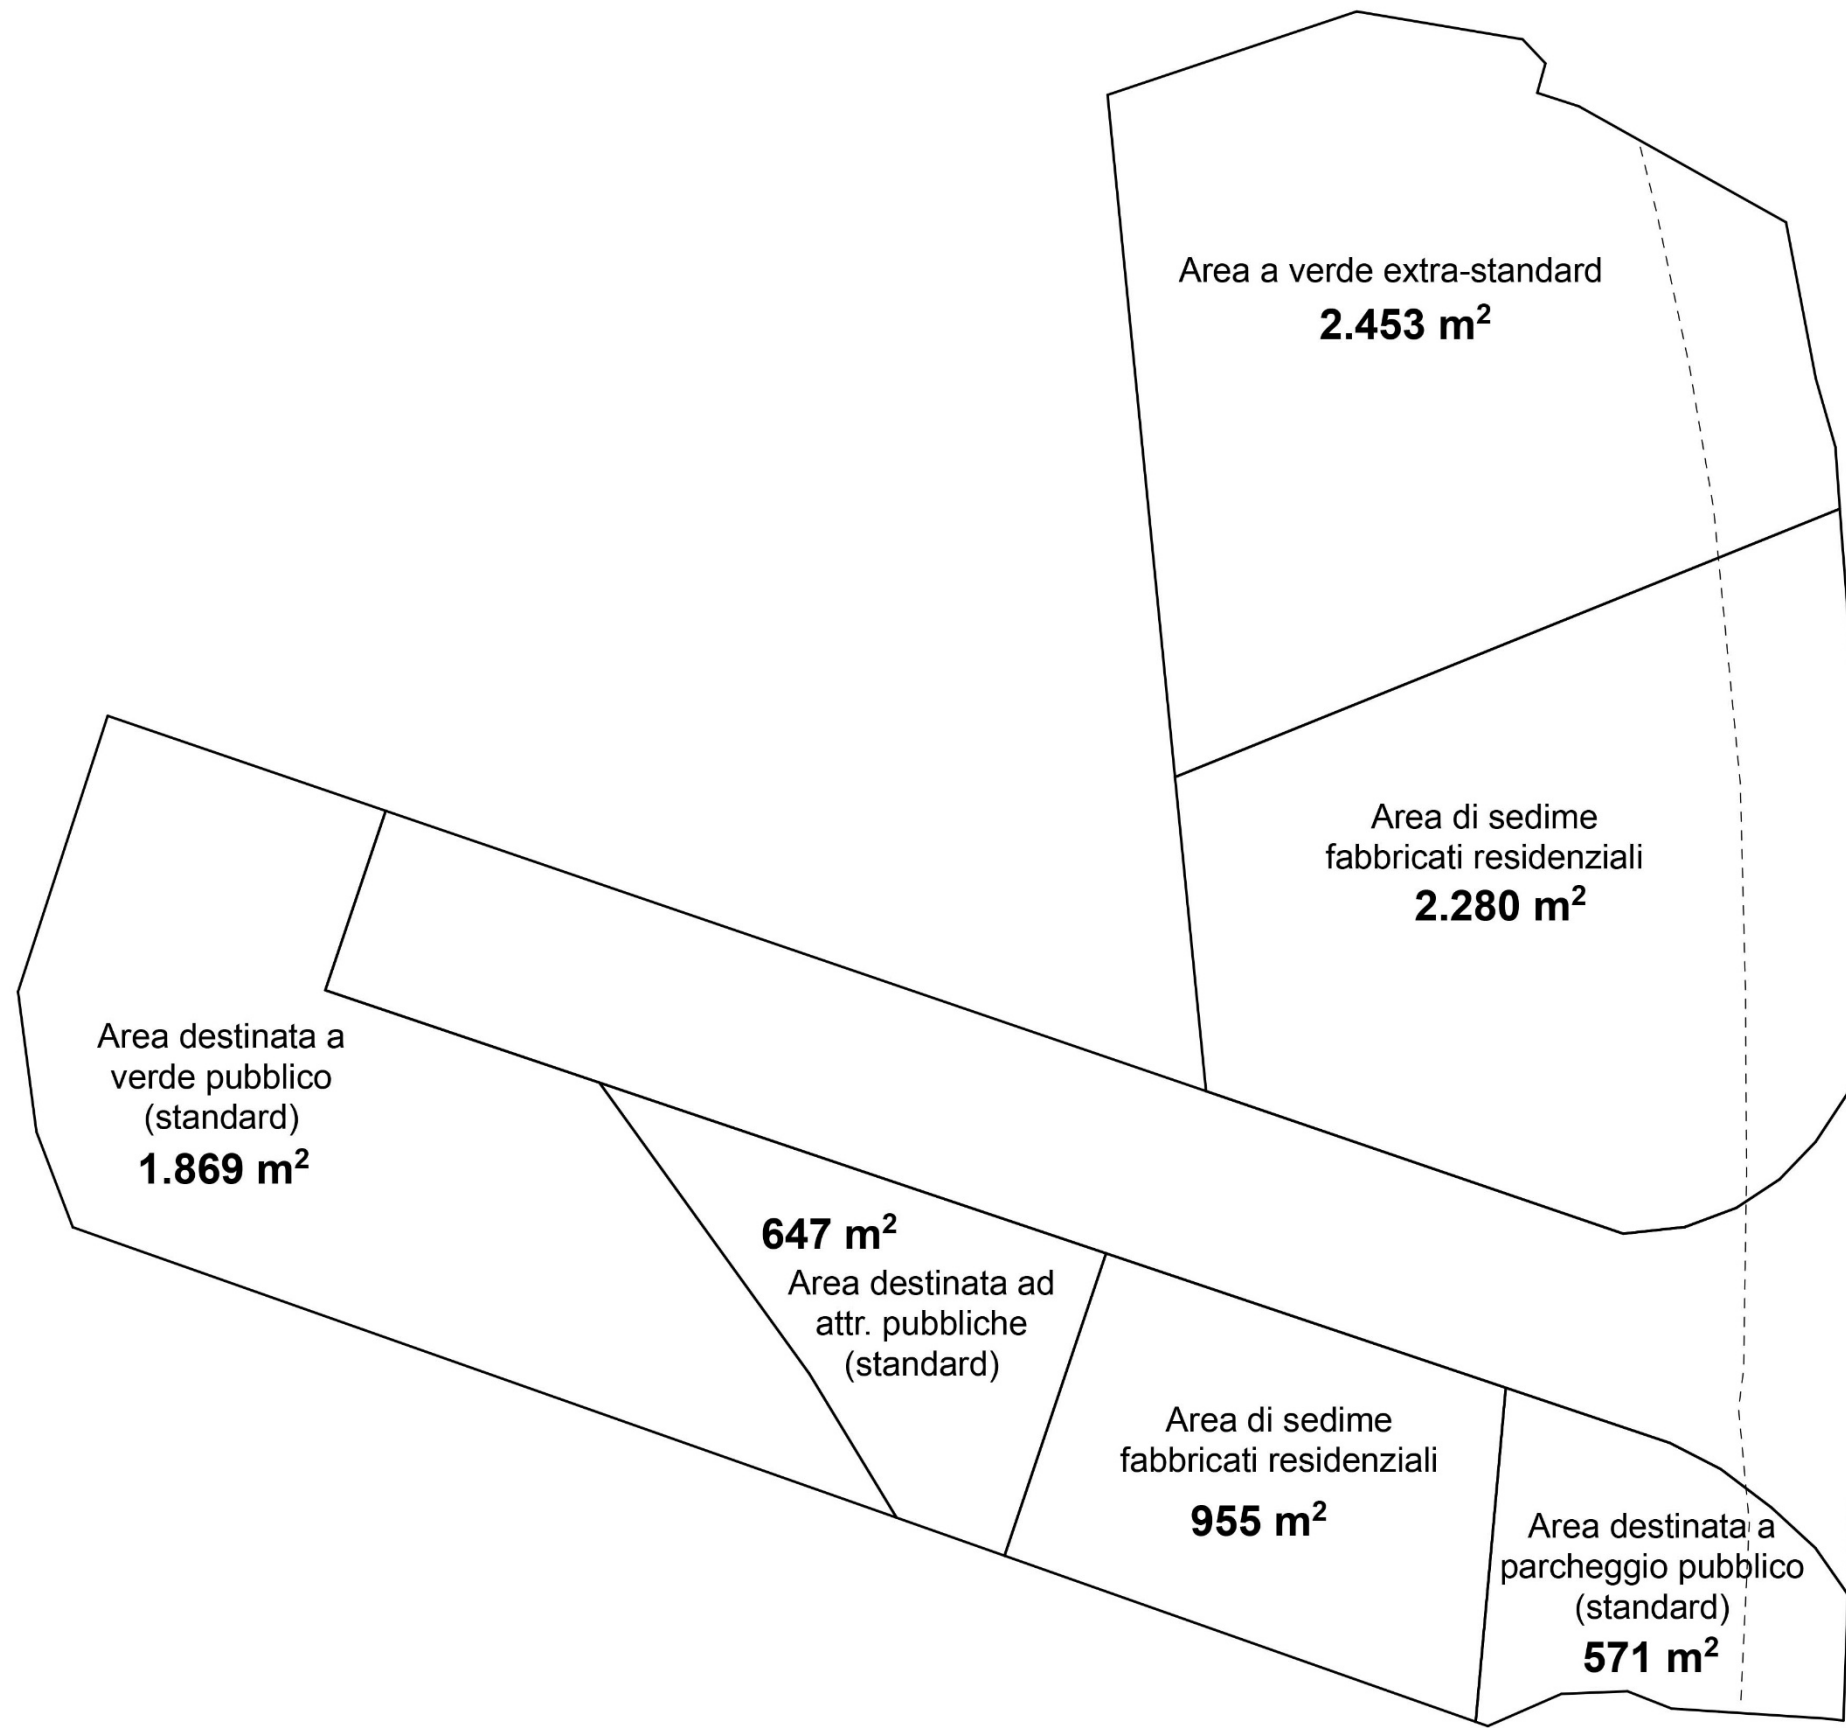 Area a verde extra-standard
2.453 m²
Area di sedime
fabbricati residenziali
2.280 m²
Area destinata a
verde pubblico
(standard)
1.869 m²
647 m²
Area destinata ad
attr. pubbliche
(standard)
Area di sedime
fabbricati residenziali
955 m²
Area destinata a
parcheggio pubblico
(standard)
571 m²